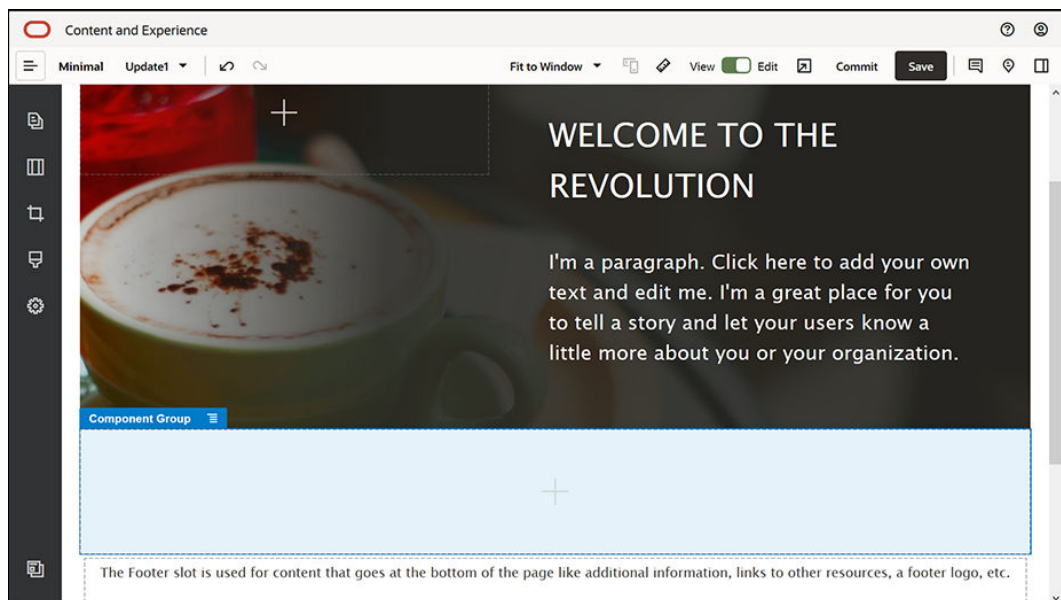 Content and Experience
Minimal Update1 Fit to Window View Edit Commit Save
WELCOME TO THE
REVOLUTION
I'm a paragraph. Click here to add your own
text and edit me. I'm a great place for you
to tell a story and let your users know a
little more about you or your organization.
Component Group
The Footer slot is used for content that goes at the bottom of the page like additional information, links to other resources, a footer logo, etc.